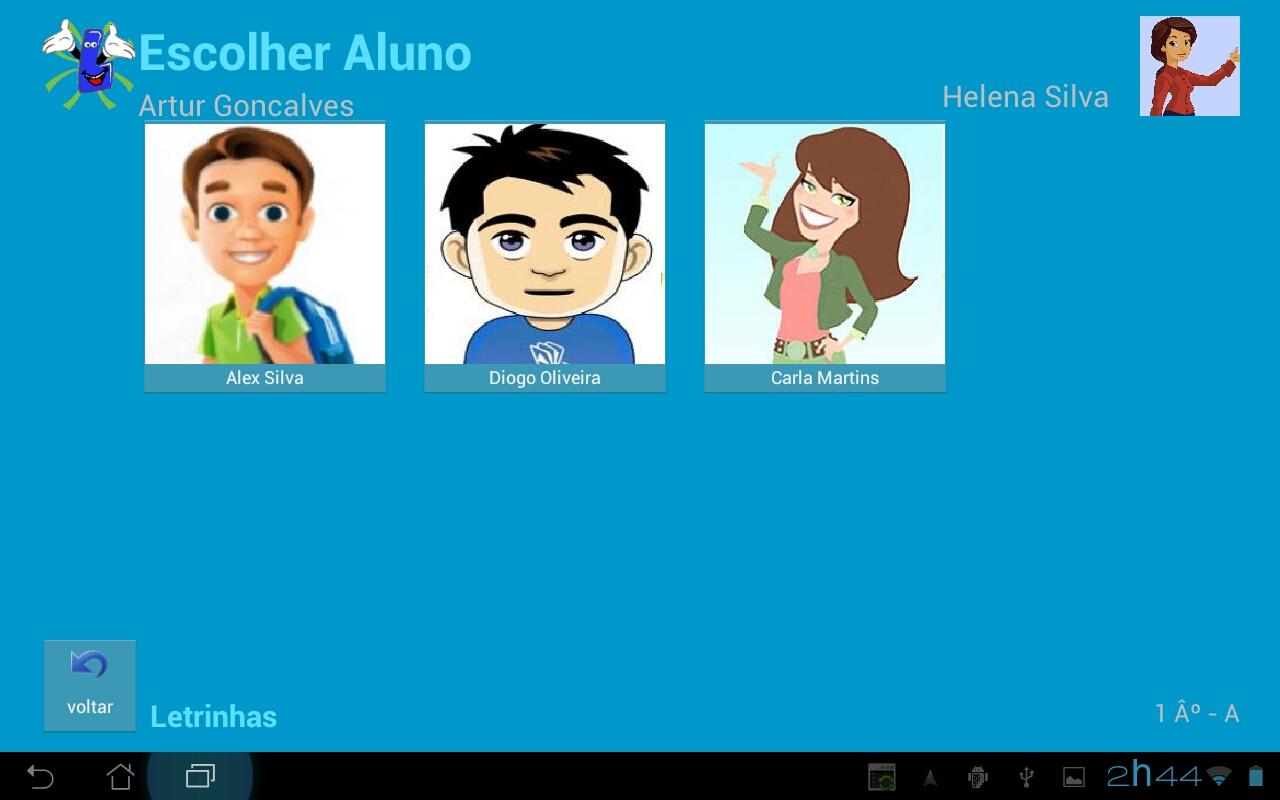 Escolher Aluno
Artur Goncalves
Helena Silva
Alex Silva
Diogo Oliveira
Carla Martins
voltar
Letrinhas
1 Âº - A
2h44